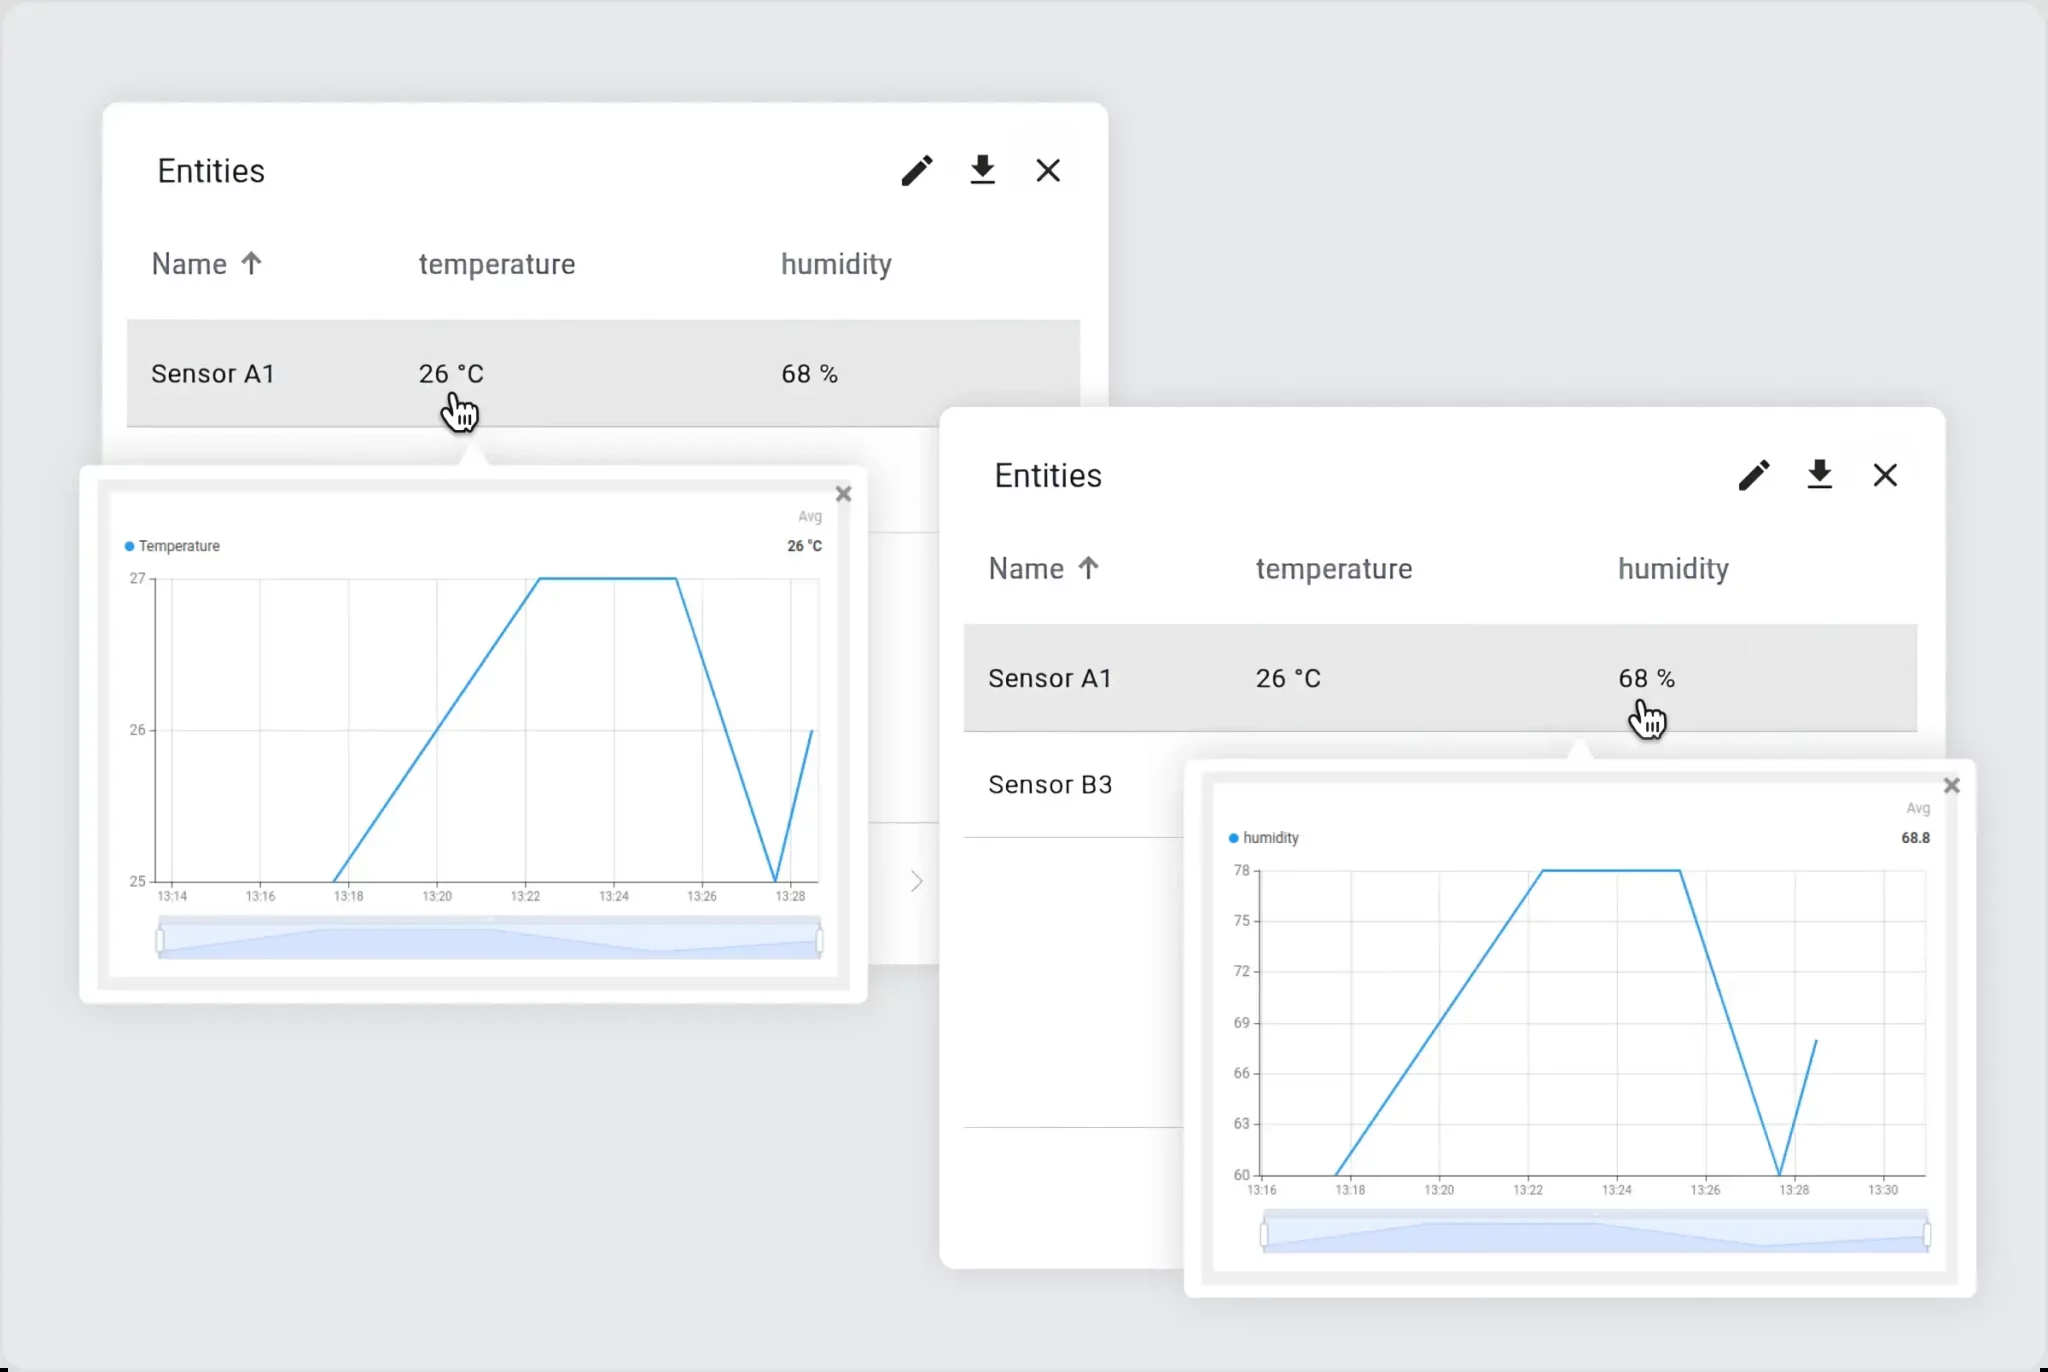 Entities
Name temperature humidity
Sensor A1 26 °C 68 %
Avg
Temperature 26 °C
27
26
25
13:14 13:16 13:18 13:20 13:22 13:24 13:26 13:28
Entities
Name temperature humidity
Sensor A1 26 °C 68 %
Sensor B3
Avg
humidity 68.8
78
75
72
69
66
63
60
13:16 13:18 13:20 13:22 13:24 13:26 13:28 13:30